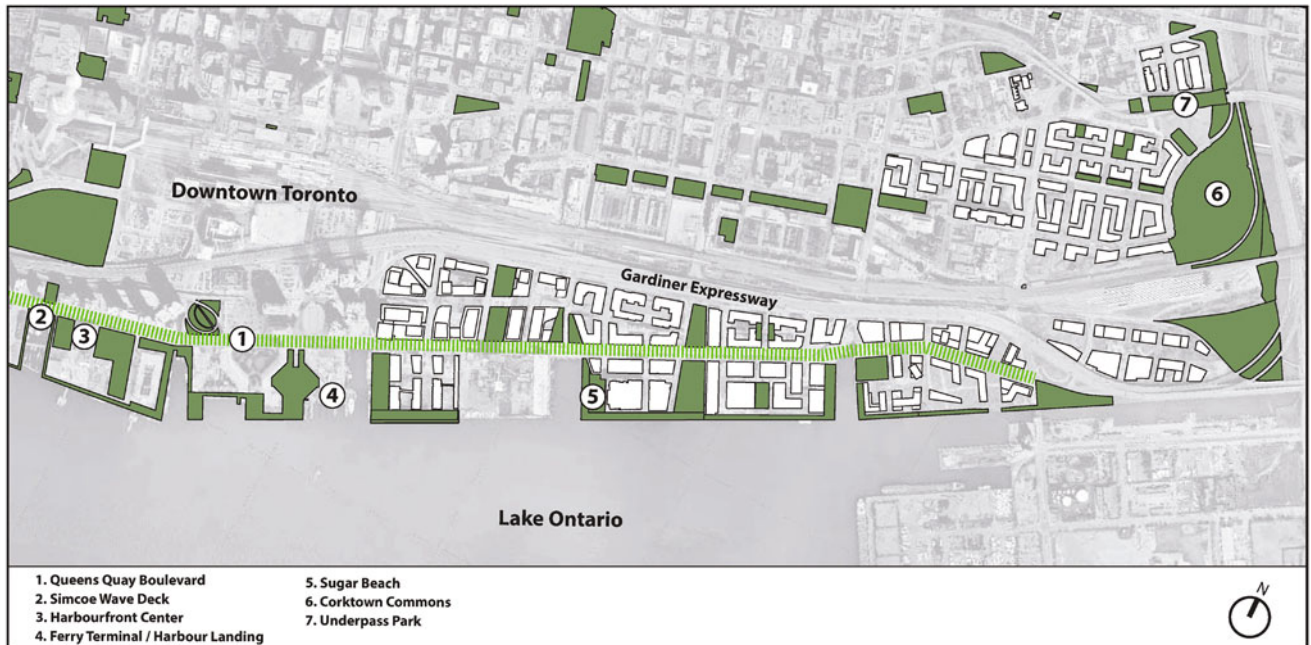 7
6
Downtown Toronto
Gardiner Expressway
2
3
1
4
5
Lake Ontario
1. Queens Quay Boulevard
2. Simcoe Wave Deck
3. Harbourfront Center
4. Ferry Terminal / Harbour Landing
5. Sugar Beach
6. Corktown Commons
7. Underpass Park
N